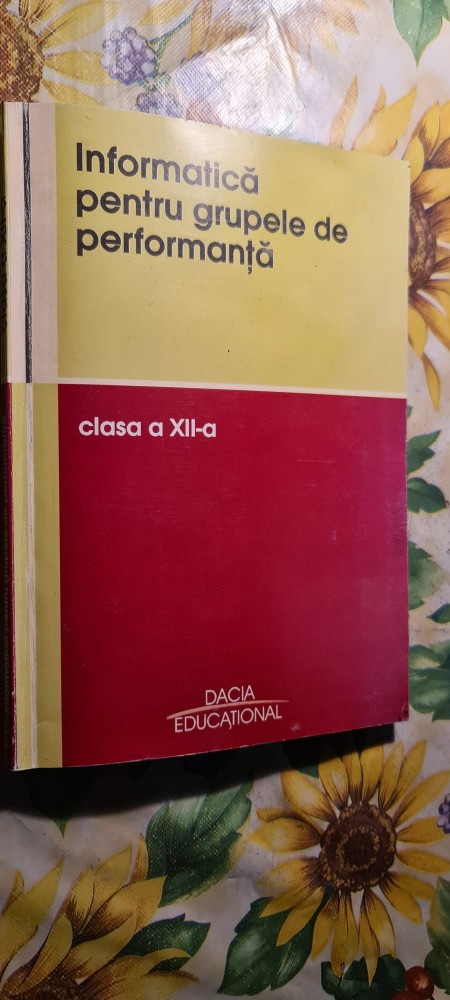 Informatică
pentru grupele de
performanță
clasa a XII-a
DACIA
EDUCAȚIONAL